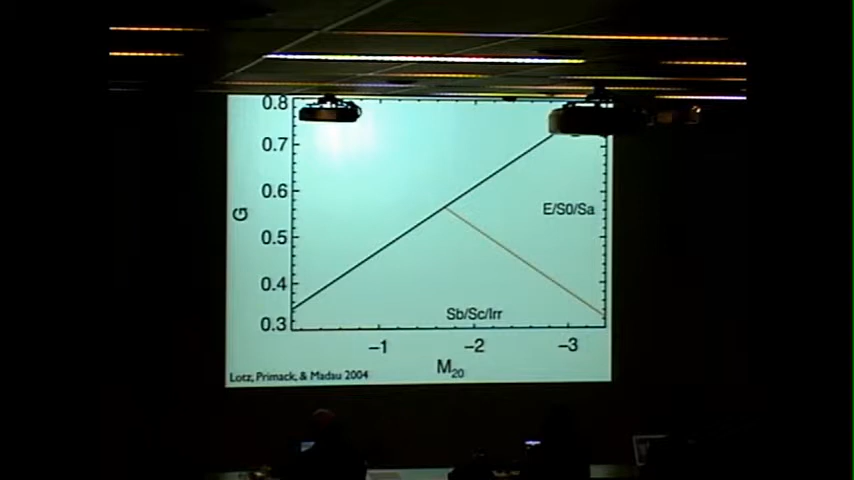 0.8
0.7
0.6
G
0.5
0.4
0.3
E/S0/Sa
Sb/Sc/Irr
−1 −2 −3
M20
Lotz, Primack, & Madau 2004